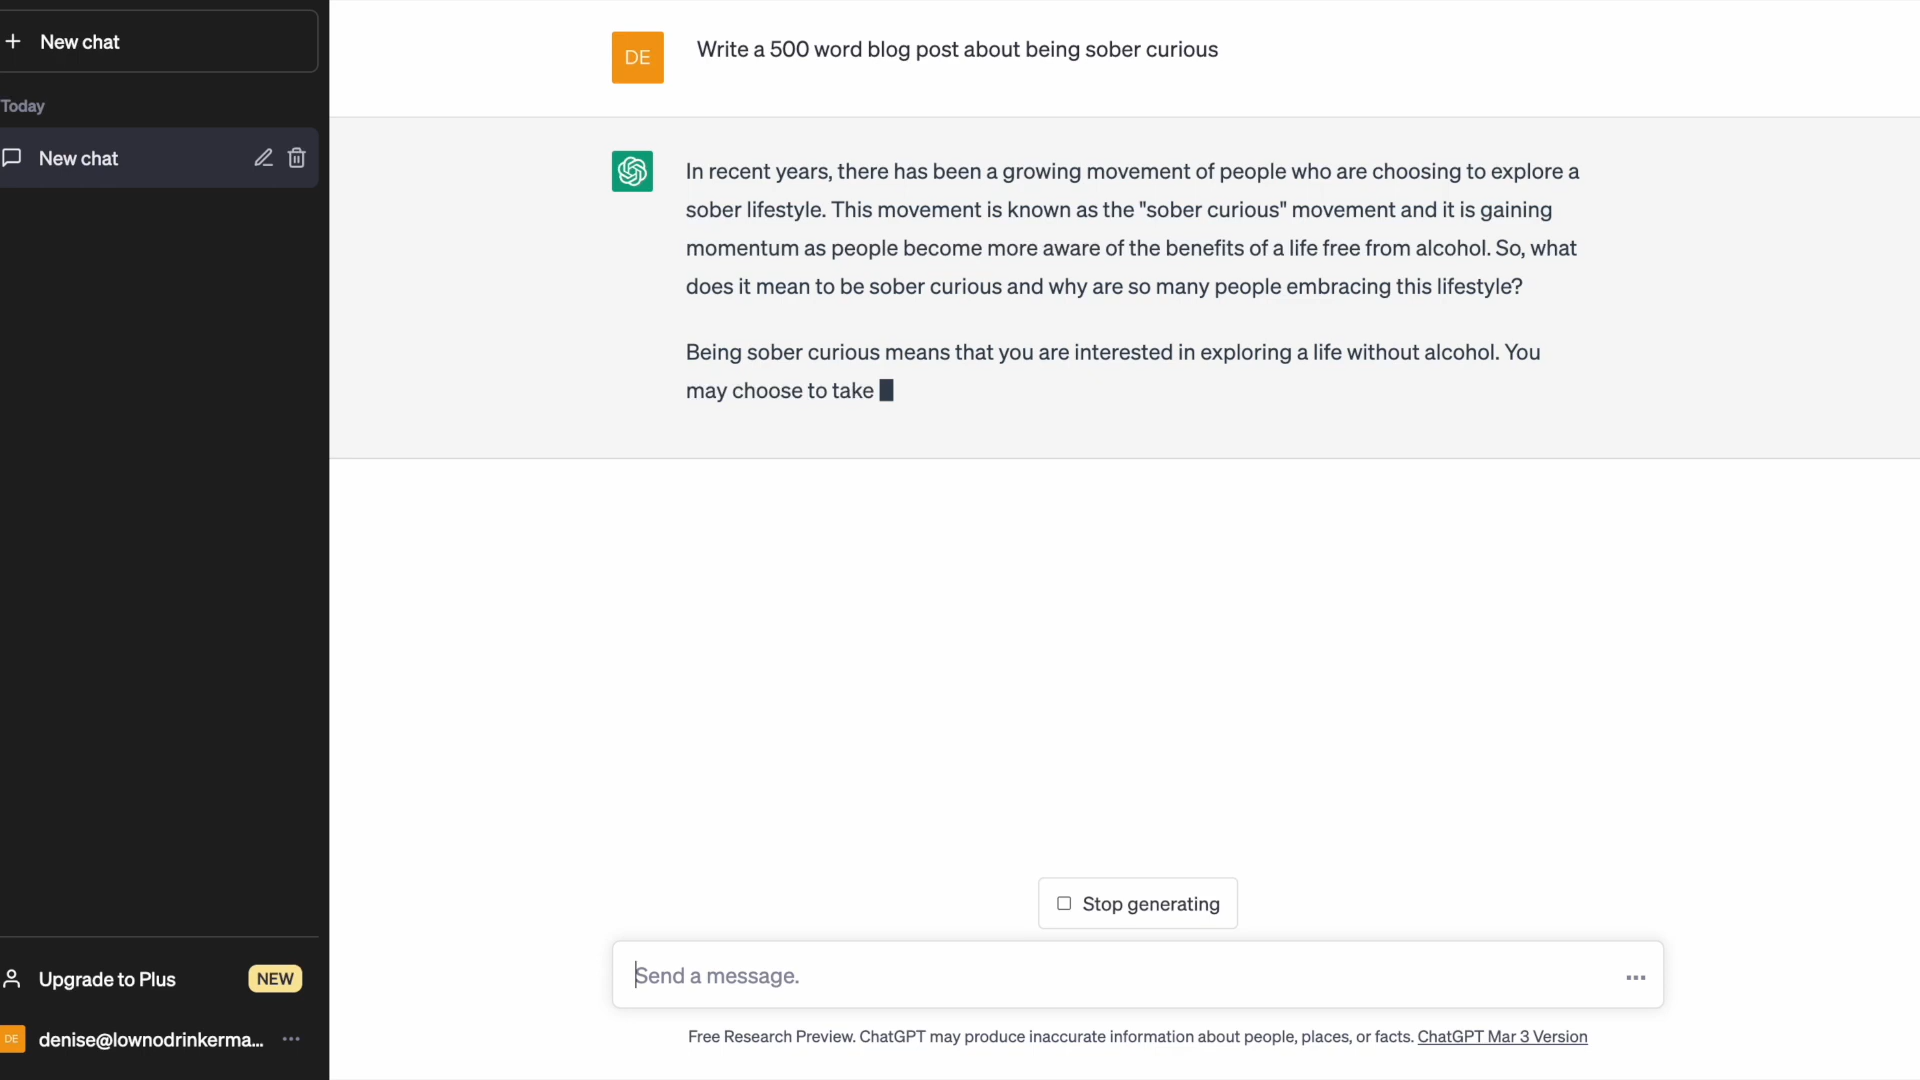 New chat
Today
New chat
Upgrade to Plus
NEW
DE
denise@lownodrinkerma...
DE
Write a 500 word blog post about being sober curious
In recent years, there has been a growing movement of people who are choosing to explore a
sober lifestyle. This movement is known as the "sober curious" movement and it is gaining
momentum as people become more aware of the benefits of a life free from alcohol. So, what
does it mean to be sober curious and why are so many people embracing this lifestyle?
Being sober curious means that you are interested in exploring a life without alcohol. You
may choose to take
Stop generating
Send a message.
Free Research Preview. ChatGPT may produce inaccurate information about people, places, or facts. ChatGPT Mar 3 Version